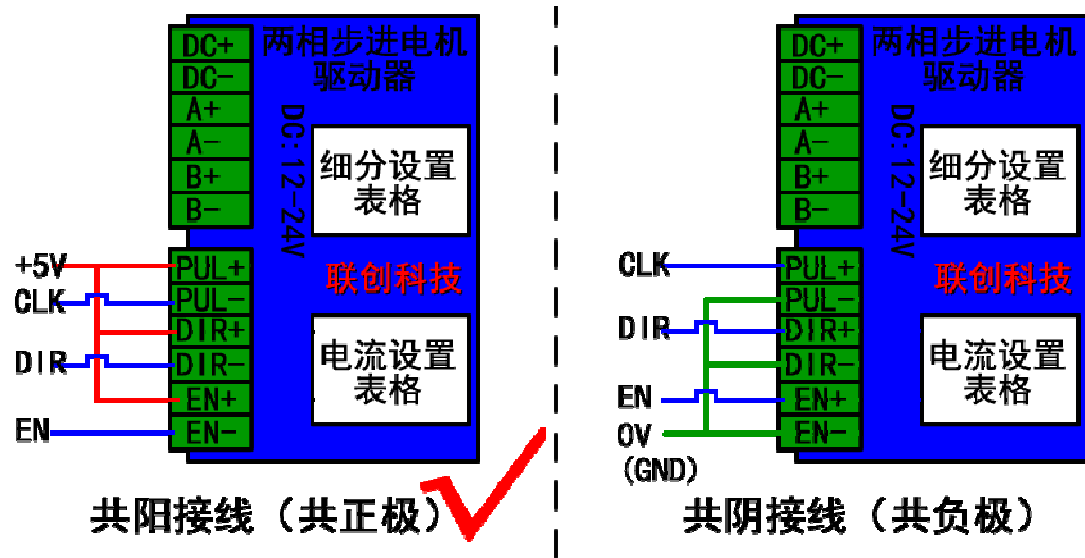 DC+
DC-
A+
A-
B+
B-
两相步进电机
驱动器
DC:12-24V
细分设置
表格
+5V
CLK
DIR
EN
PUL+
PUL-
DIR+
DIR-
EN+
EN-
联创科技
电流设置
表格
共阳接线（共正极）
DC+
DC-
A+
A-
B+
B-
两相步进电机
驱动器
DC:12-24V
细分设置
表格
CLK
DIR
EN
0V
(GND)
PUL+
PUL-
DIR+
DIR-
EN+
EN-
联创科技
电流设置
表格
共阴接线（共负极）